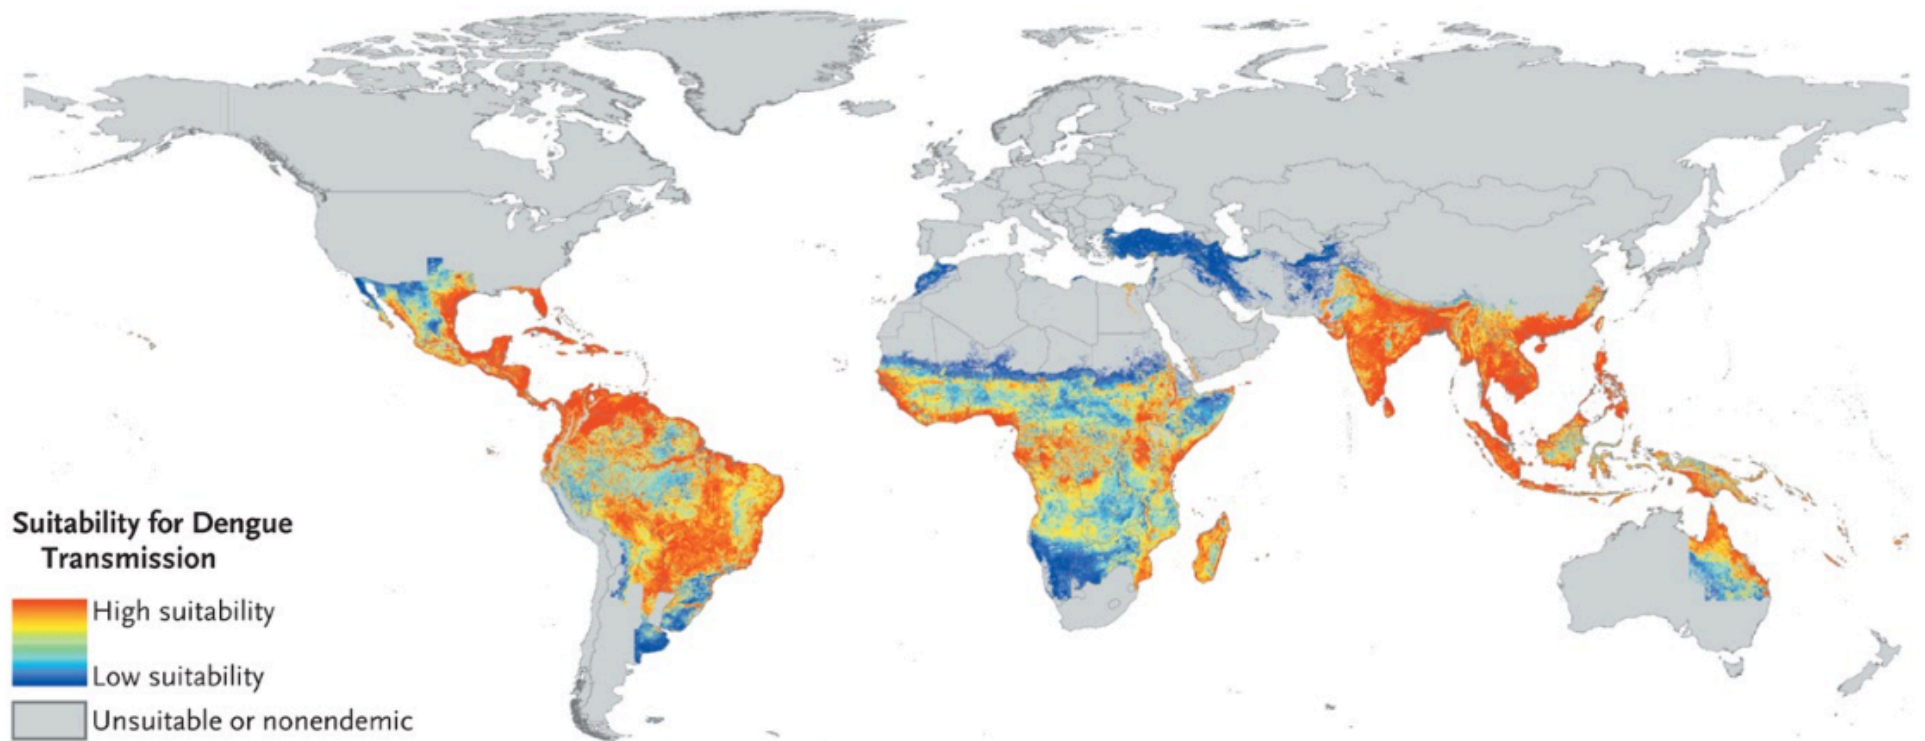 Suitability for Dengue
Transmission
High suitability
Low suitability
Unsuitable or nonendemic